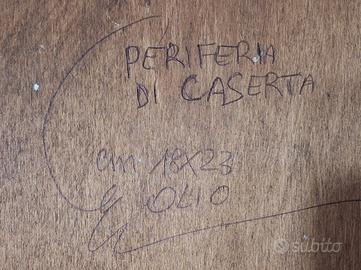 PERIFERIA
DI CASERTA
cm 18X23
OLIO
subito